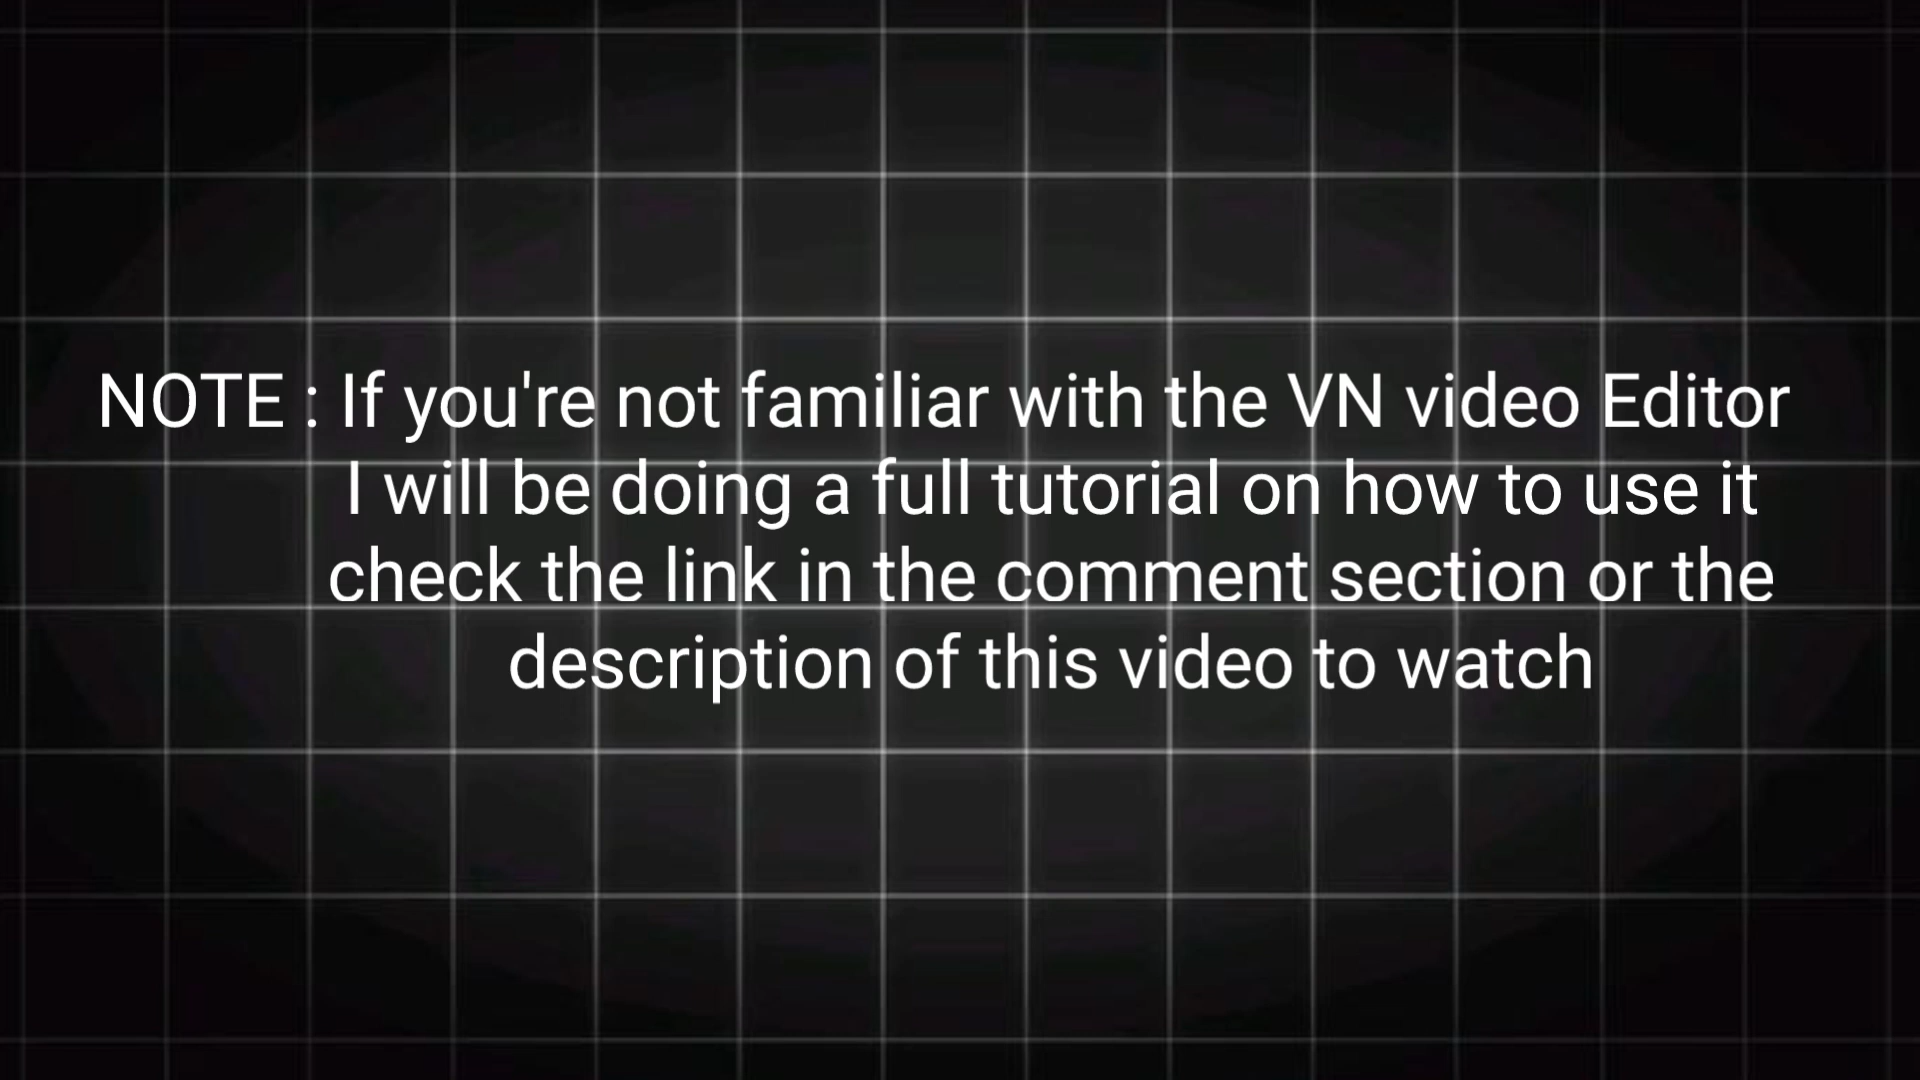 NOTE : If you're not familiar with the VN video Editor
I will be doing a full tutorial on how to use it
check the link in the comment section or the
description of this video to watch